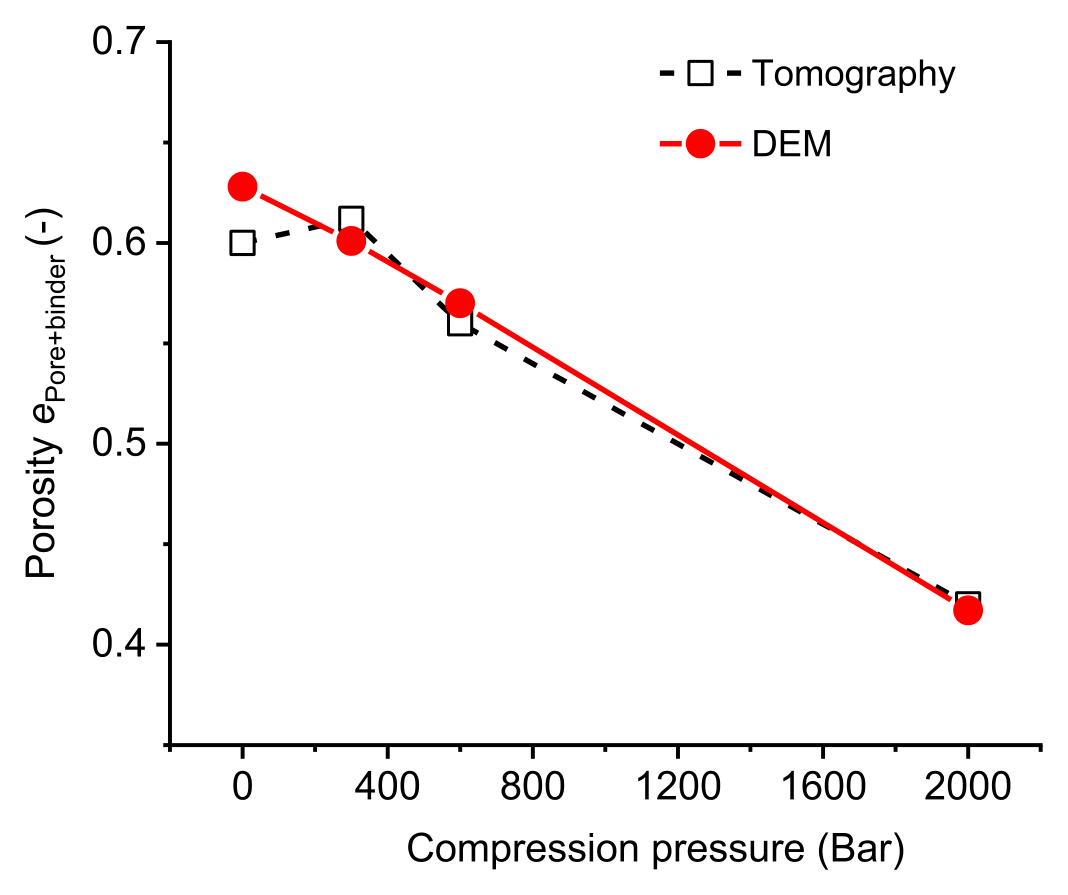 0.7
0.6
0.5
0.4
Porosity ePore+binder (-)
Tomography
DEM
0 400 800 1200 1600 2000
Compression pressure (Bar)